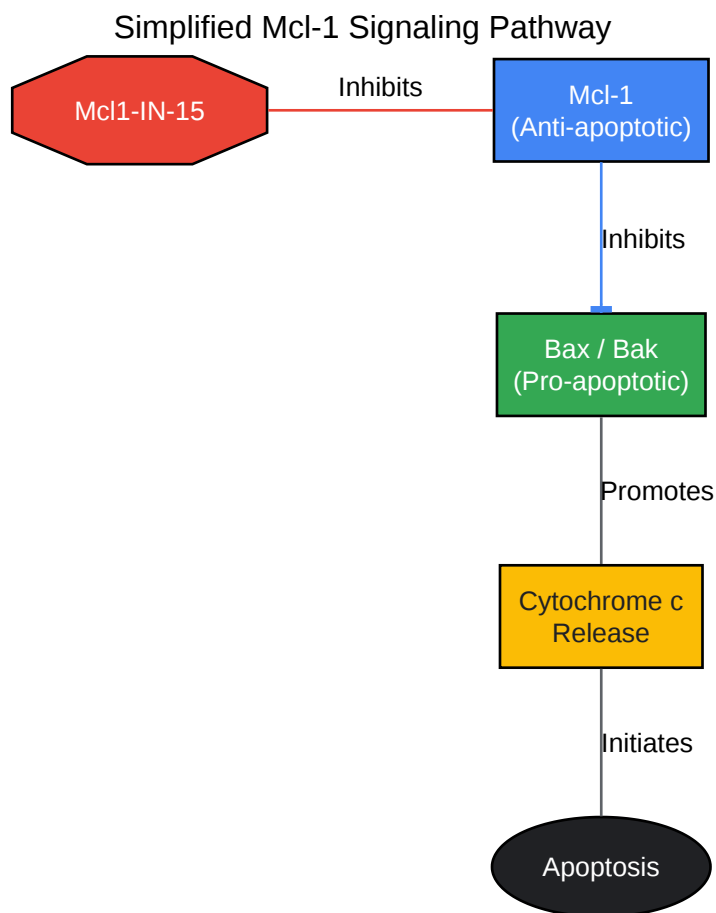 Simplified Mcl-1 Signaling Pathway
Mcl1-IN-15
Inhibits
Mcl-1
(Anti-apoptotic)
Inhibits
Bax / Bak
(Pro-apoptotic)
Promotes
Cytochrome c
Release
Initiates
Apoptosis